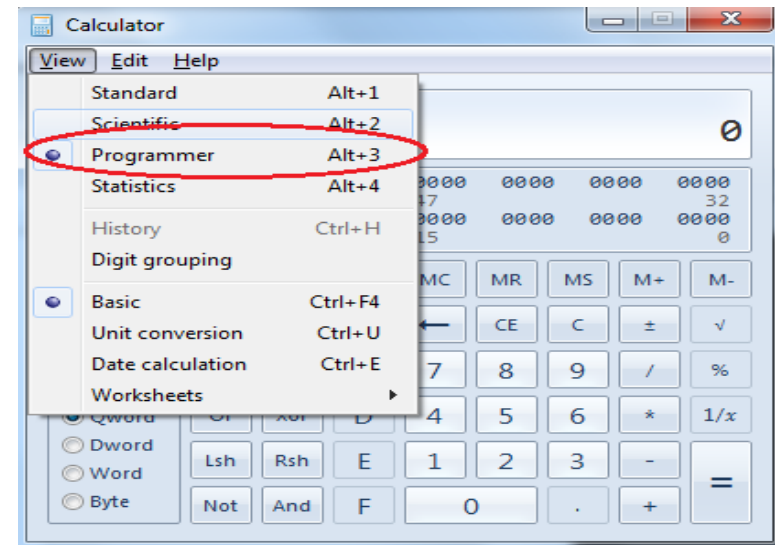 Calculator
View Edit Help
Standard Alt+1
Scientific Alt+2
0
Programmer Alt+3
Statistics Alt+4
0000 0000 0000 0000
47 32
History Ctrl+H
0000 0000 0000 0000
15 0
Digit grouping
MC MR MS M+ M-
Basic Ctrl+F4
Unit conversion Ctrl+U
← CE C ± √
Date calculation Ctrl+E
7 8 9 / %
Worksheets
Qword Or Xor D 4 5 6 * 1/x
Dword
Lsh Rsh E 1 2 3 - =
Word
Byte
Not And F 0 . +